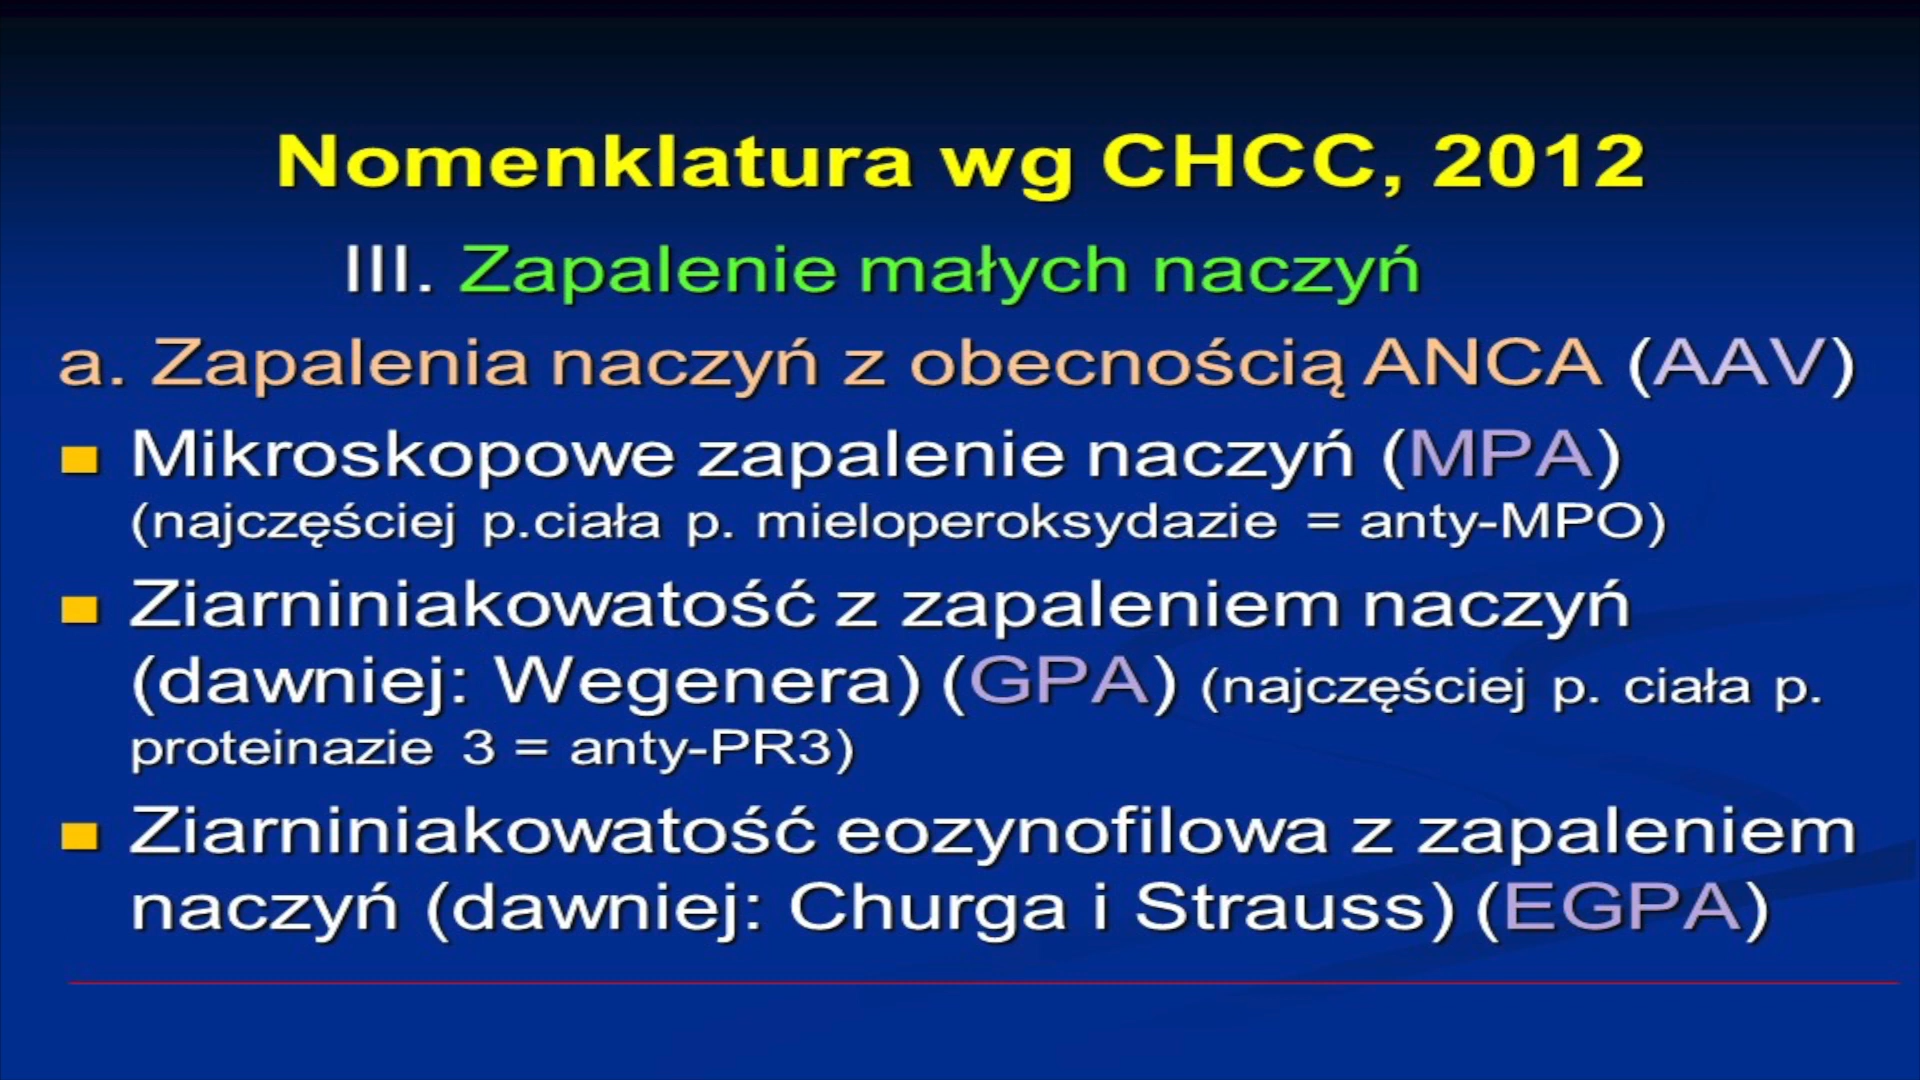 Nomenklatura wg CHCC, 2012
III. Zapalenie małych naczyń
a. Zapalenia naczyń z obecnością ANCA (AAV)
Mikroskopowe zapalenie naczyń (MPA)
(najczęściej p.ciała p. mieloperoksydazie = anty-MPO)
Ziarniniakowatość z zapaleniem naczyń
(dawniej: Wegenera) (GPA) (najczęściej p. ciała p.
proteinazie 3 = anty-PR3)
Ziarniniakowatość eozynofilowa z zapaleniem
naczyń (dawniej: Churga i Strauss) (EGPA)